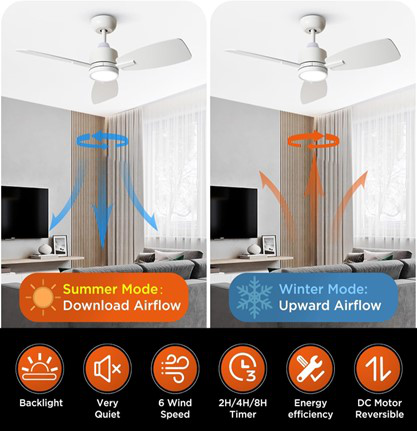 Summer Mode:
Download Airflow
Winter Mode:
Upward Airflow
3
Backlight
Very
Quiet
6 Wind
Speed
2H/4H/8H
Timer
Energy
efficiency
DC Motor
Reversible